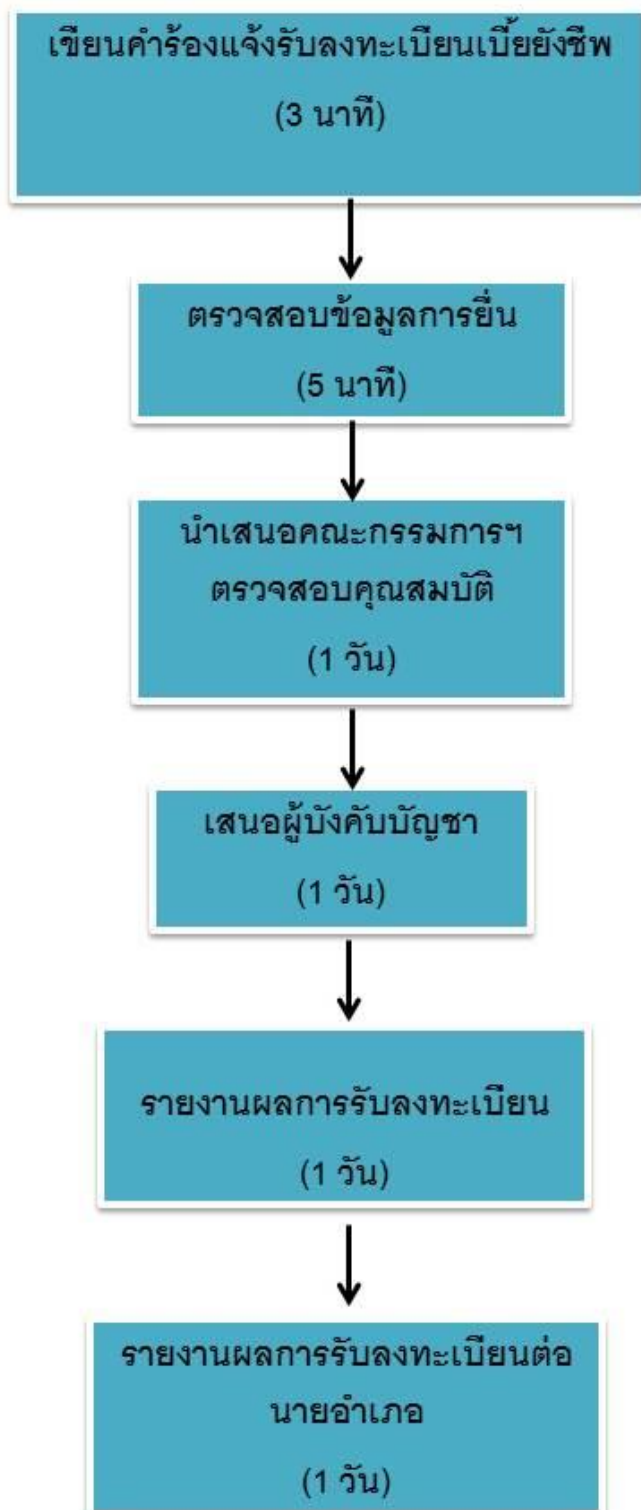 เขียนคำร้องแจ้งรับลงทะเบียนเบี้ยยังชีพ
(3 นาที)
ตรวจสอบข้อมูลการยื่น
(5 นาที)
นำเสนอคณะกรรมการฯ
ตรวจสอบคุณสมบัติ
(1 วัน)
เสนอผู้บังคับบัญชา
(1 วัน)
รายงานผลการรับลงทะเบียน
(1 วัน)
รายงานผลการรับลงทะเบียนต่อ
นายอำเภอ
(1 วัน)